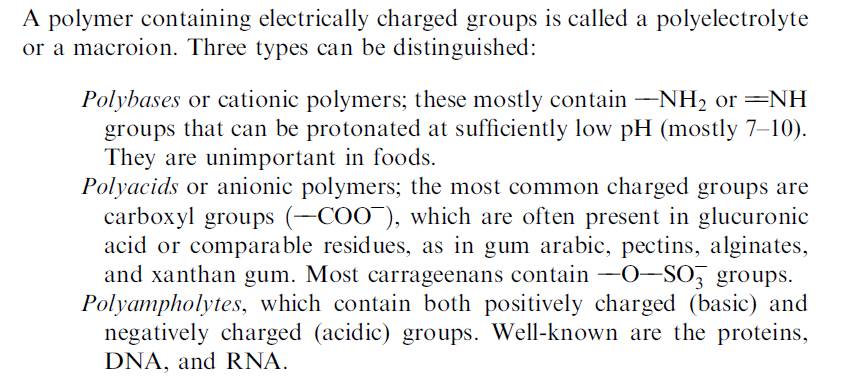 A polymer containing electrically charged groups is called a polyelectrolyte
or a macroion. Three types can be distinguished:
Polybases or cationic polymers; these mostly contain —NH₂ or ═NH
groups that can be protonated at sufficiently low pH (mostly 7–10).
They are unimportant in foods.
Polyacids or anionic polymers; the most common charged groups are
carboxyl groups (—COO⁻), which are often present in glucuronic
acid or comparable residues, as in gum arabic, pectins, alginates,
and xanthan gum. Most carrageenans contain —O—SO₃⁻ groups.
Polyampholytes, which contain both positively charged (basic) and
negatively charged (acidic) groups. Well-known are the proteins,
DNA, and RNA.